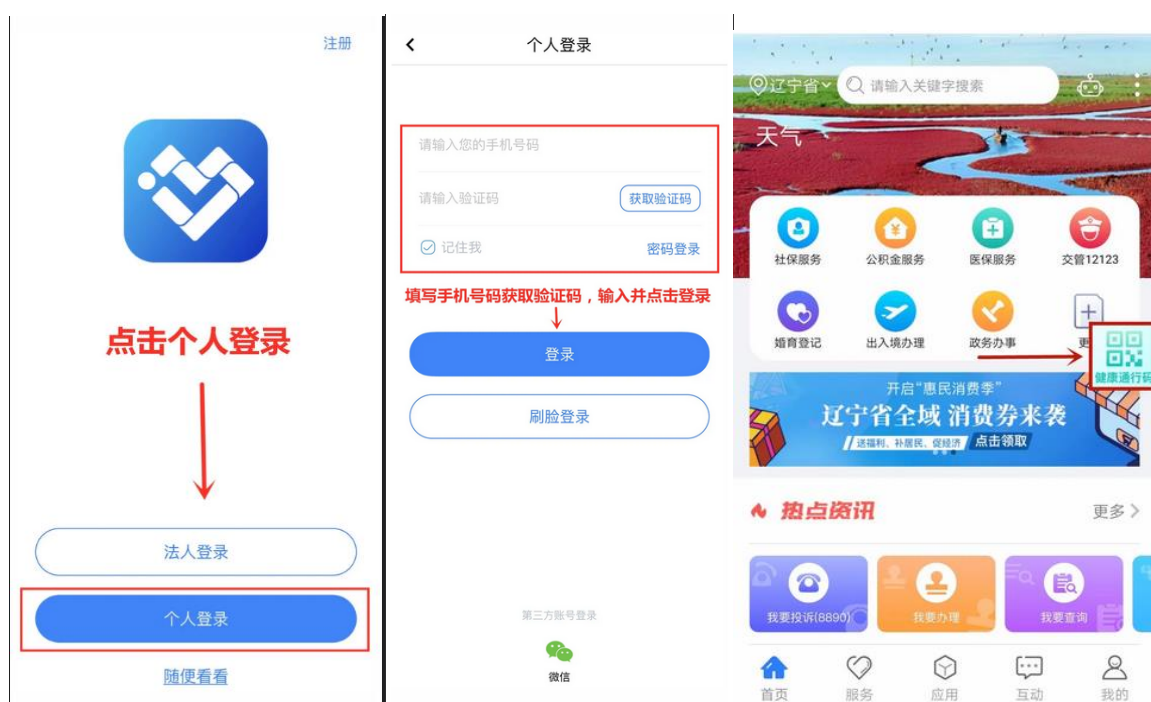 注册
点击个人登录
法人登录
个人登录
随便看看
个人登录
请输入您的手机号码
请输入验证码
获取验证码
记住我
密码登录
填写手机号码获取验证码，输入并点击登录
登录
刷脸登录
第三方账号登录
微信
辽宁省
请输入关键字搜索
天气
社保服务
公积金服务
医保服务
交管12123
婚育登记
出入境办理
政务办事
更
健康通行码
开启“惠民消费季”
辽宁省全域 消费券来袭
送福利、补居民、促经济
点击领取
热点资讯
更多
我要投诉(8890)
我要办理
我要查询
首页
服务
应用
互动
我的